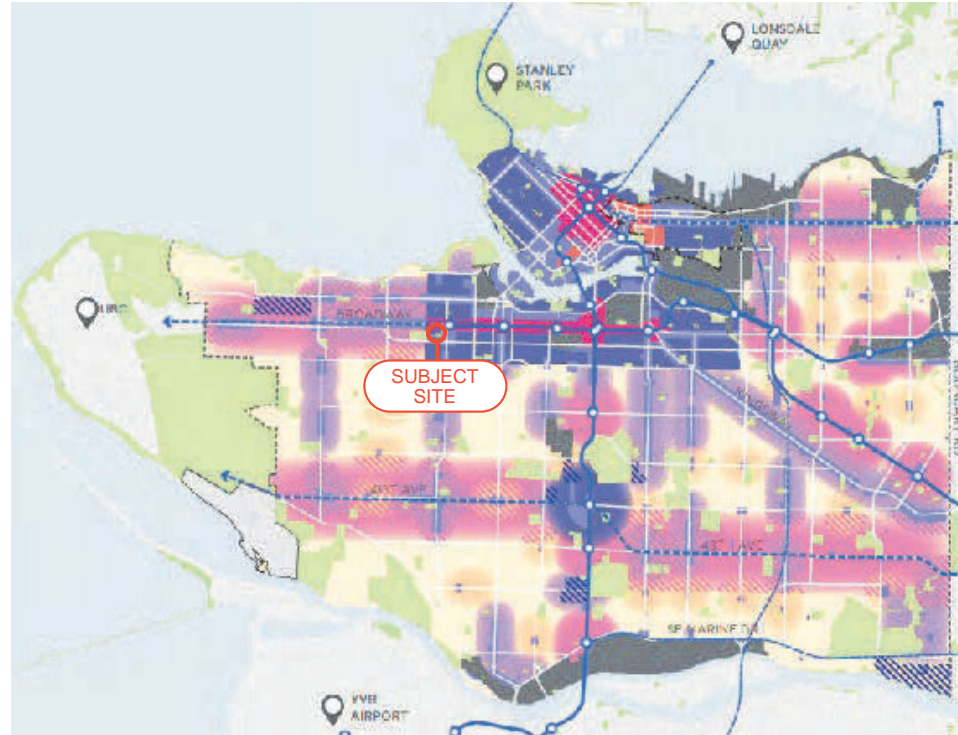 LONSDALE
QUAY
STANLEY
PARK
UBC
BROADWAY
SUBJECT
SITE
41ST AVE
SE MARINE DR
YVR
AIRPORT